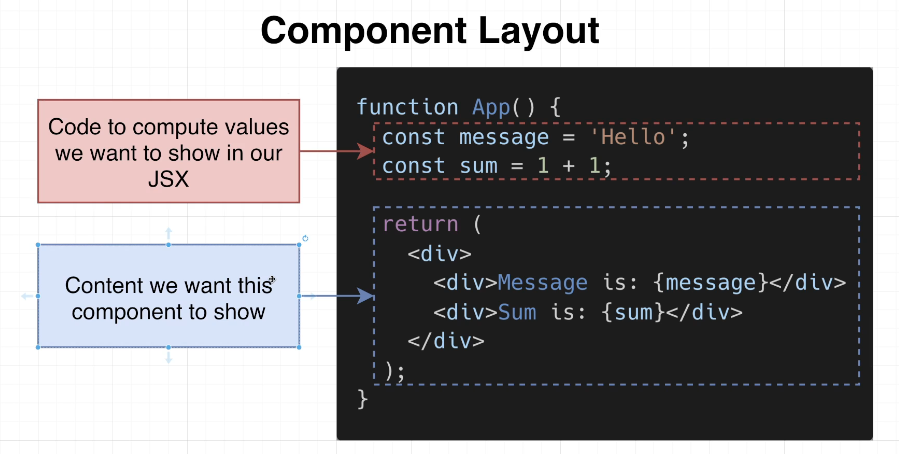 Component Layout
Code to compute values
we want to show in our
JSX
Content we want this
component to show
function App() {
  const message = 'Hello';
  const sum = 1 + 1;
  return (
    <div>
      <div>Message is: {message}</div>
      <div>Sum is: {sum}</div>
    </div>
  );
}